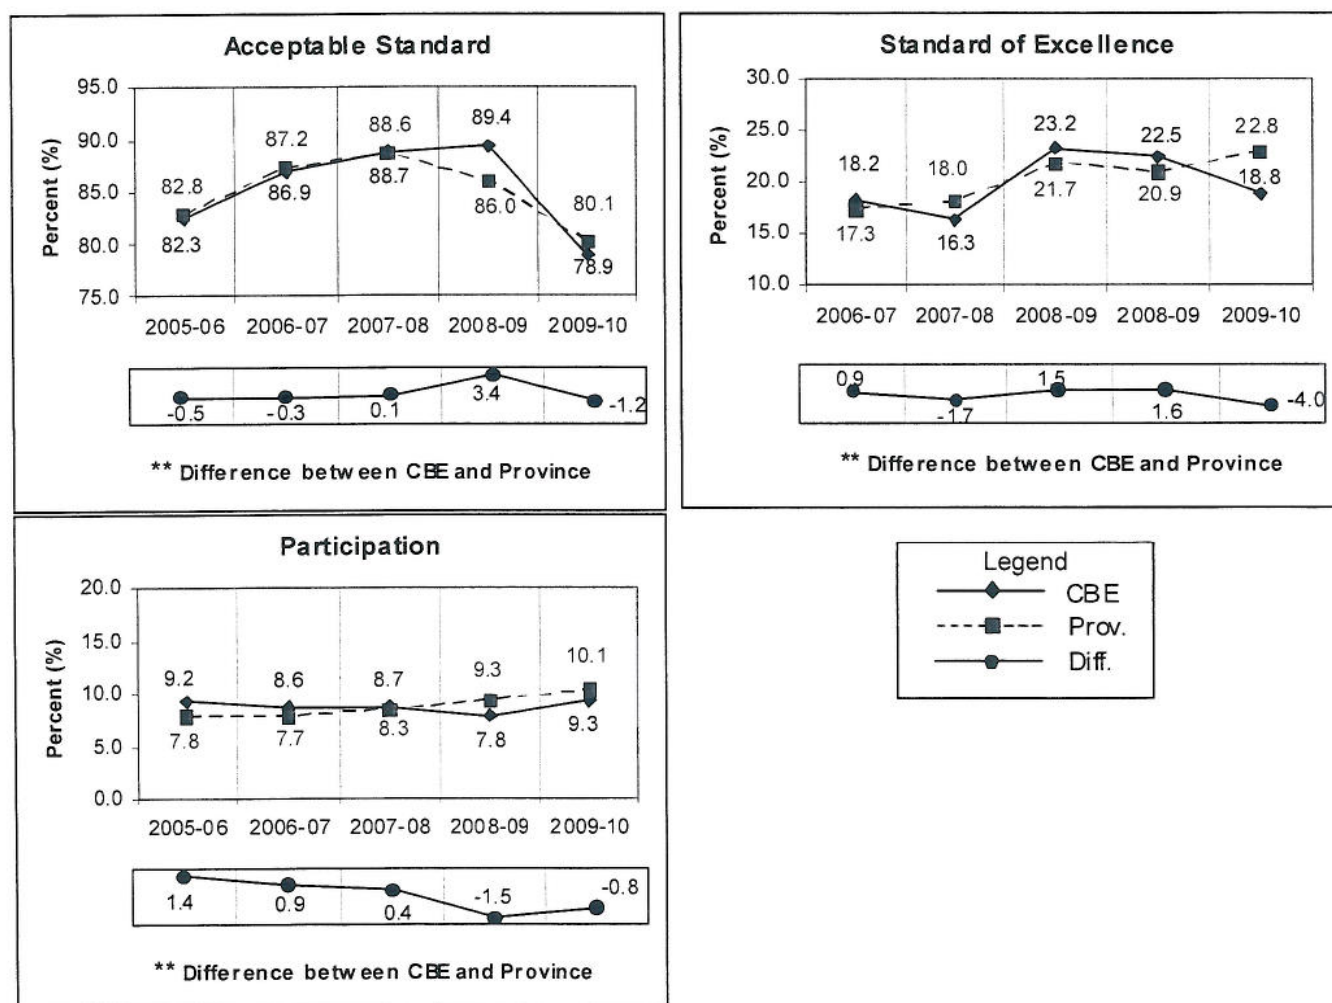 Acceptable Standard
95.0
90.0
85.0
80.0
75.0
Percent (%)
82.8
82.3
87.2
86.9
88.6
88.7
89.4
86.0
80.1
78.9
2005-06 2006-07 2007-08 2008-09 2009-10
-0.5 -0.3 0.1 3.4 -1.2
** Difference between CBE and Province
Standard of Excellence
30.0
25.0
20.0
15.0
10.0
Percent (%)
18.2
17.3
18.0
16.3
23.2
21.7
22.5
20.9
22.8
18.8
2006-07 2007-08 2008-09 2008-09 2009-10
0.9 -1.7 1.5 1.6 -4.0
** Difference between CBE and Province
Participation
20.0
15.0
10.0
5.0
0.0
Percent (%)
9.2
7.8
8.6
7.7
8.7
8.3
9.3
7.8
10.1
9.3
2005-06 2006-07 2007-08 2008-09 2009-10
1.4 0.9 0.4 -1.5 -0.8
** Difference between CBE and Province
Legend
CBE
Prov.
Diff.